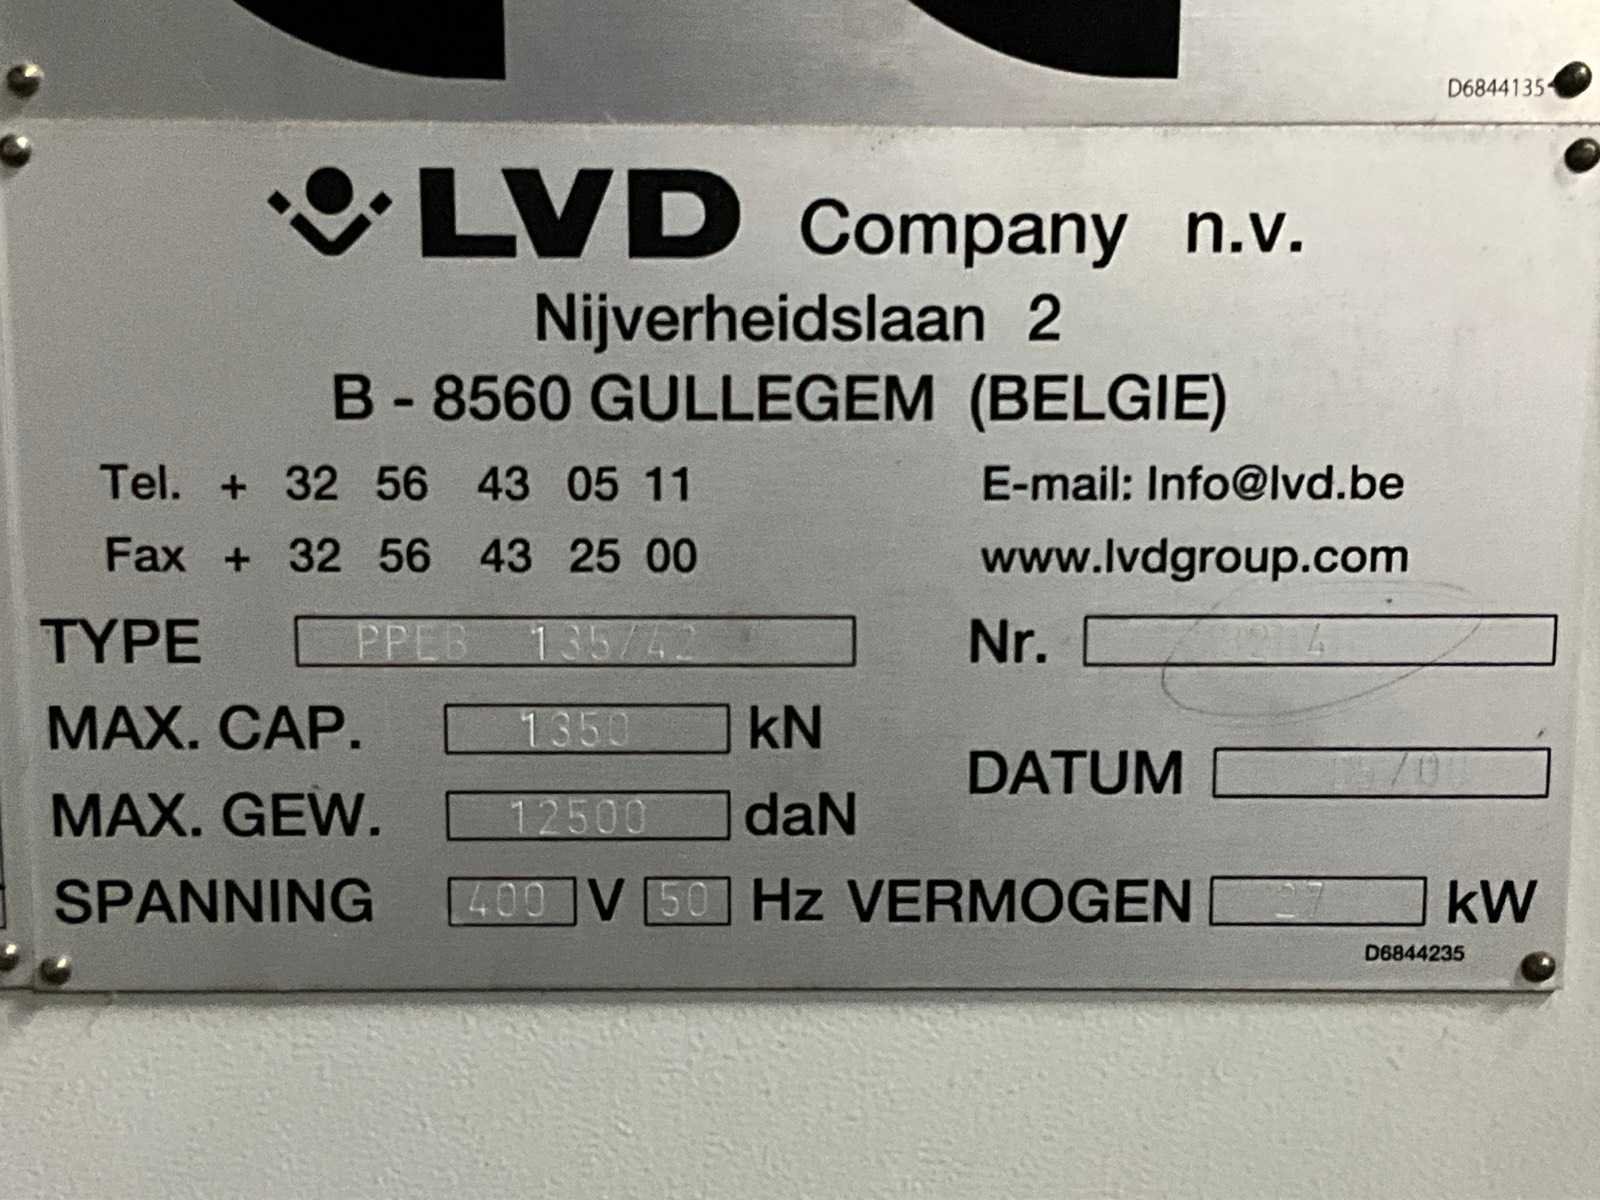 D6844135
LVD Company n.v.
Nijverheidslaan 2
B - 8560 GULLEGEM (BELGIE)
Tel. + 32 56 43 05 11
E-mail: Info@lvd.be
Fax + 32 56 43 25 00
www.lvdgroup.com
TYPE PPEB 135/42
Nr.
MAX. CAP. 1350 kN
DATUM
MAX. GEW. 12500 daN
SPANNING 400 V 50 Hz VERMOGEN 27 kW
D6844235